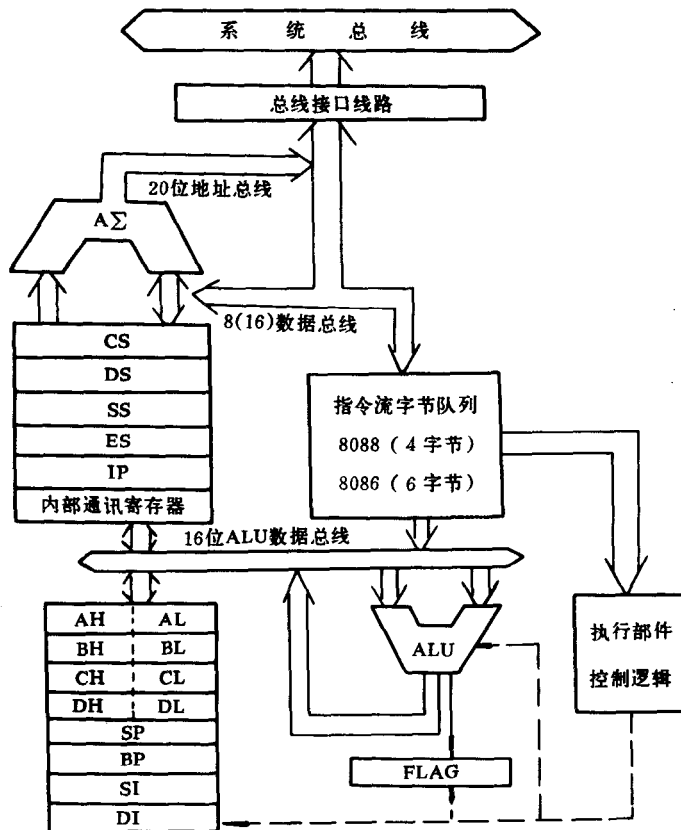 系 统 总 线
总线接口线路
20位地址总线
A∑
8(16)数据总线
CS
DS
SS
ES
IP
内部通讯寄存器
指令流字节队列
8088(4字节)
8086(6字节)
16位ALU数据总线
AH AL
BH BL
CH CL
DH DL
SP
BP
SI
DI
ALU
FLAG
执行部件
控制逻辑